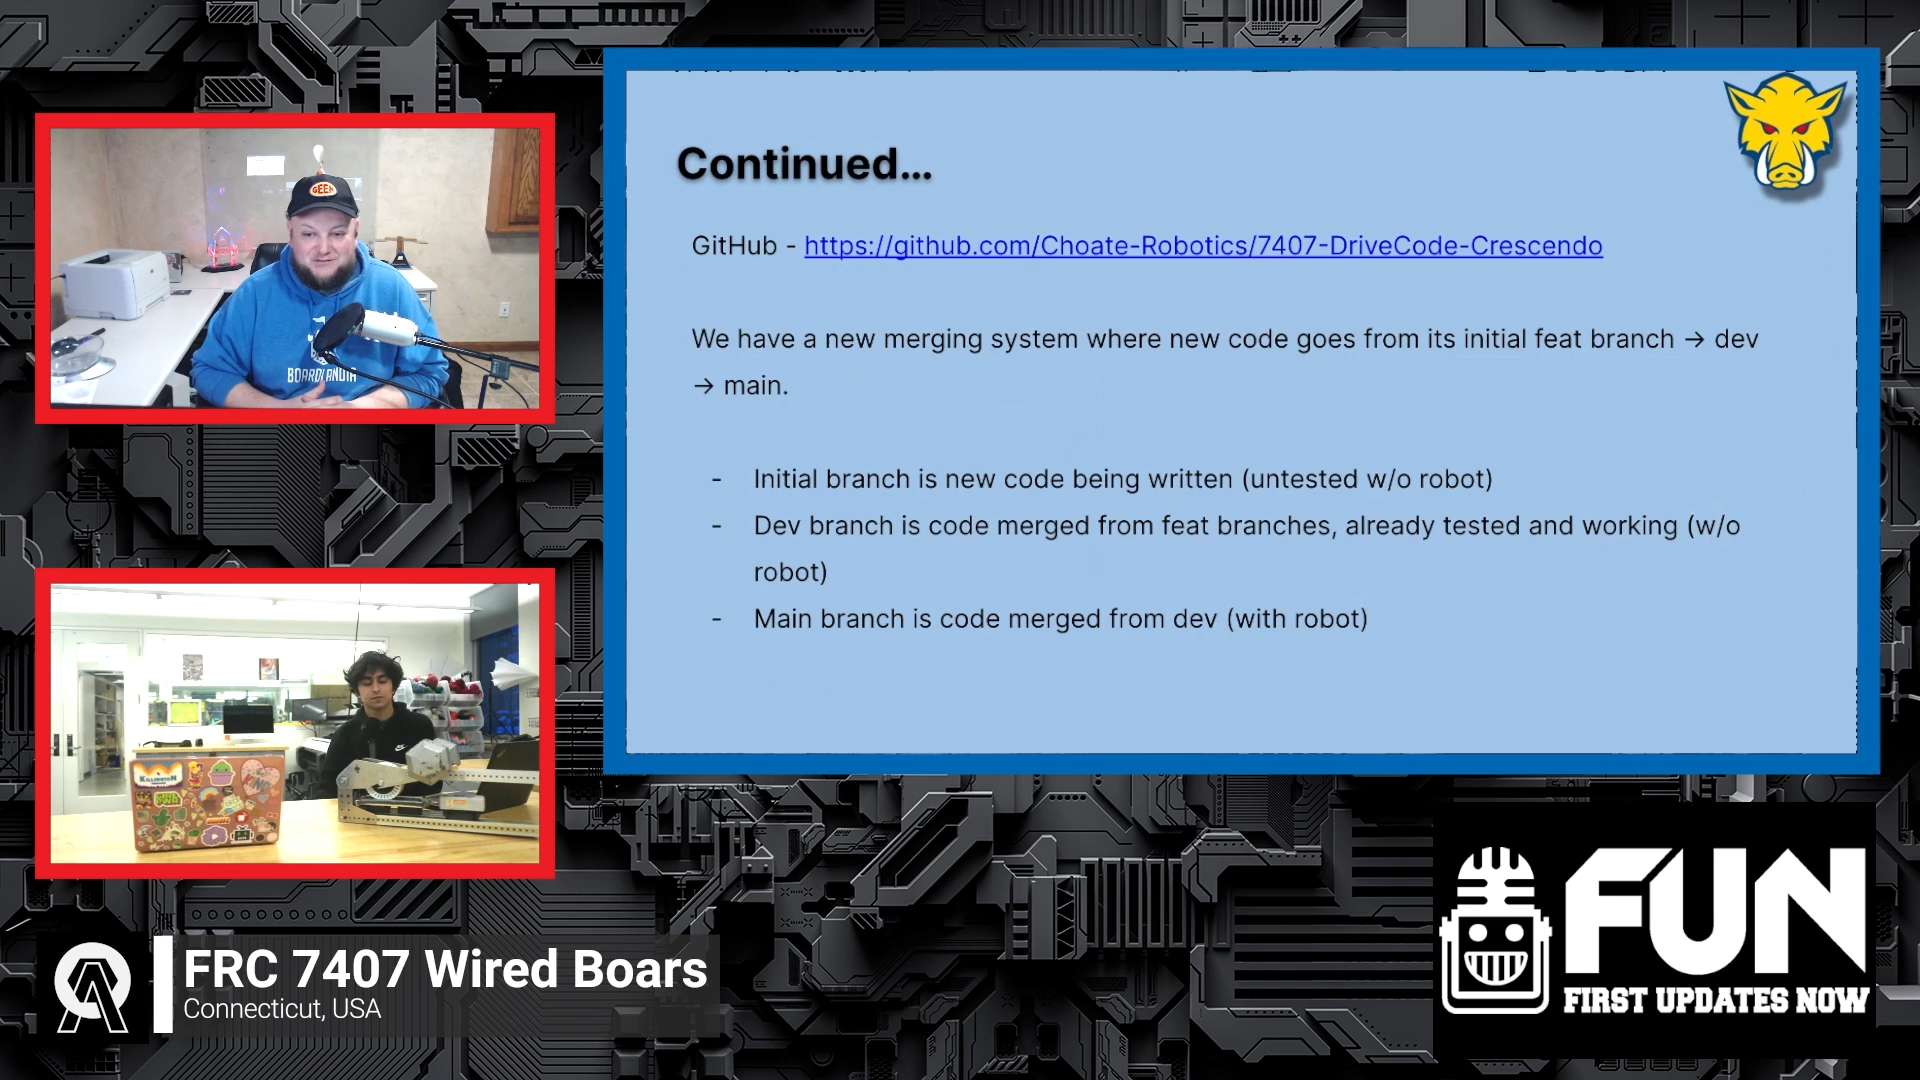 Continued...
GitHub - https://github.com/Choate-Robotics/7407-DriveCode-Crescendo
We have a new merging system where new code goes from its initial feat branch → dev
→ main.
- Initial branch is new code being written (untested w/o robot)
- Dev branch is code merged from feat branches, already tested and working (w/o
robot)
- Main branch is code merged from dev (with robot)
GEEK
BOARDLANDIA
KILLINGTON
FRC 7407 Wired Boars
Connecticut, USA
FUN
FIRST UPDATES NOW